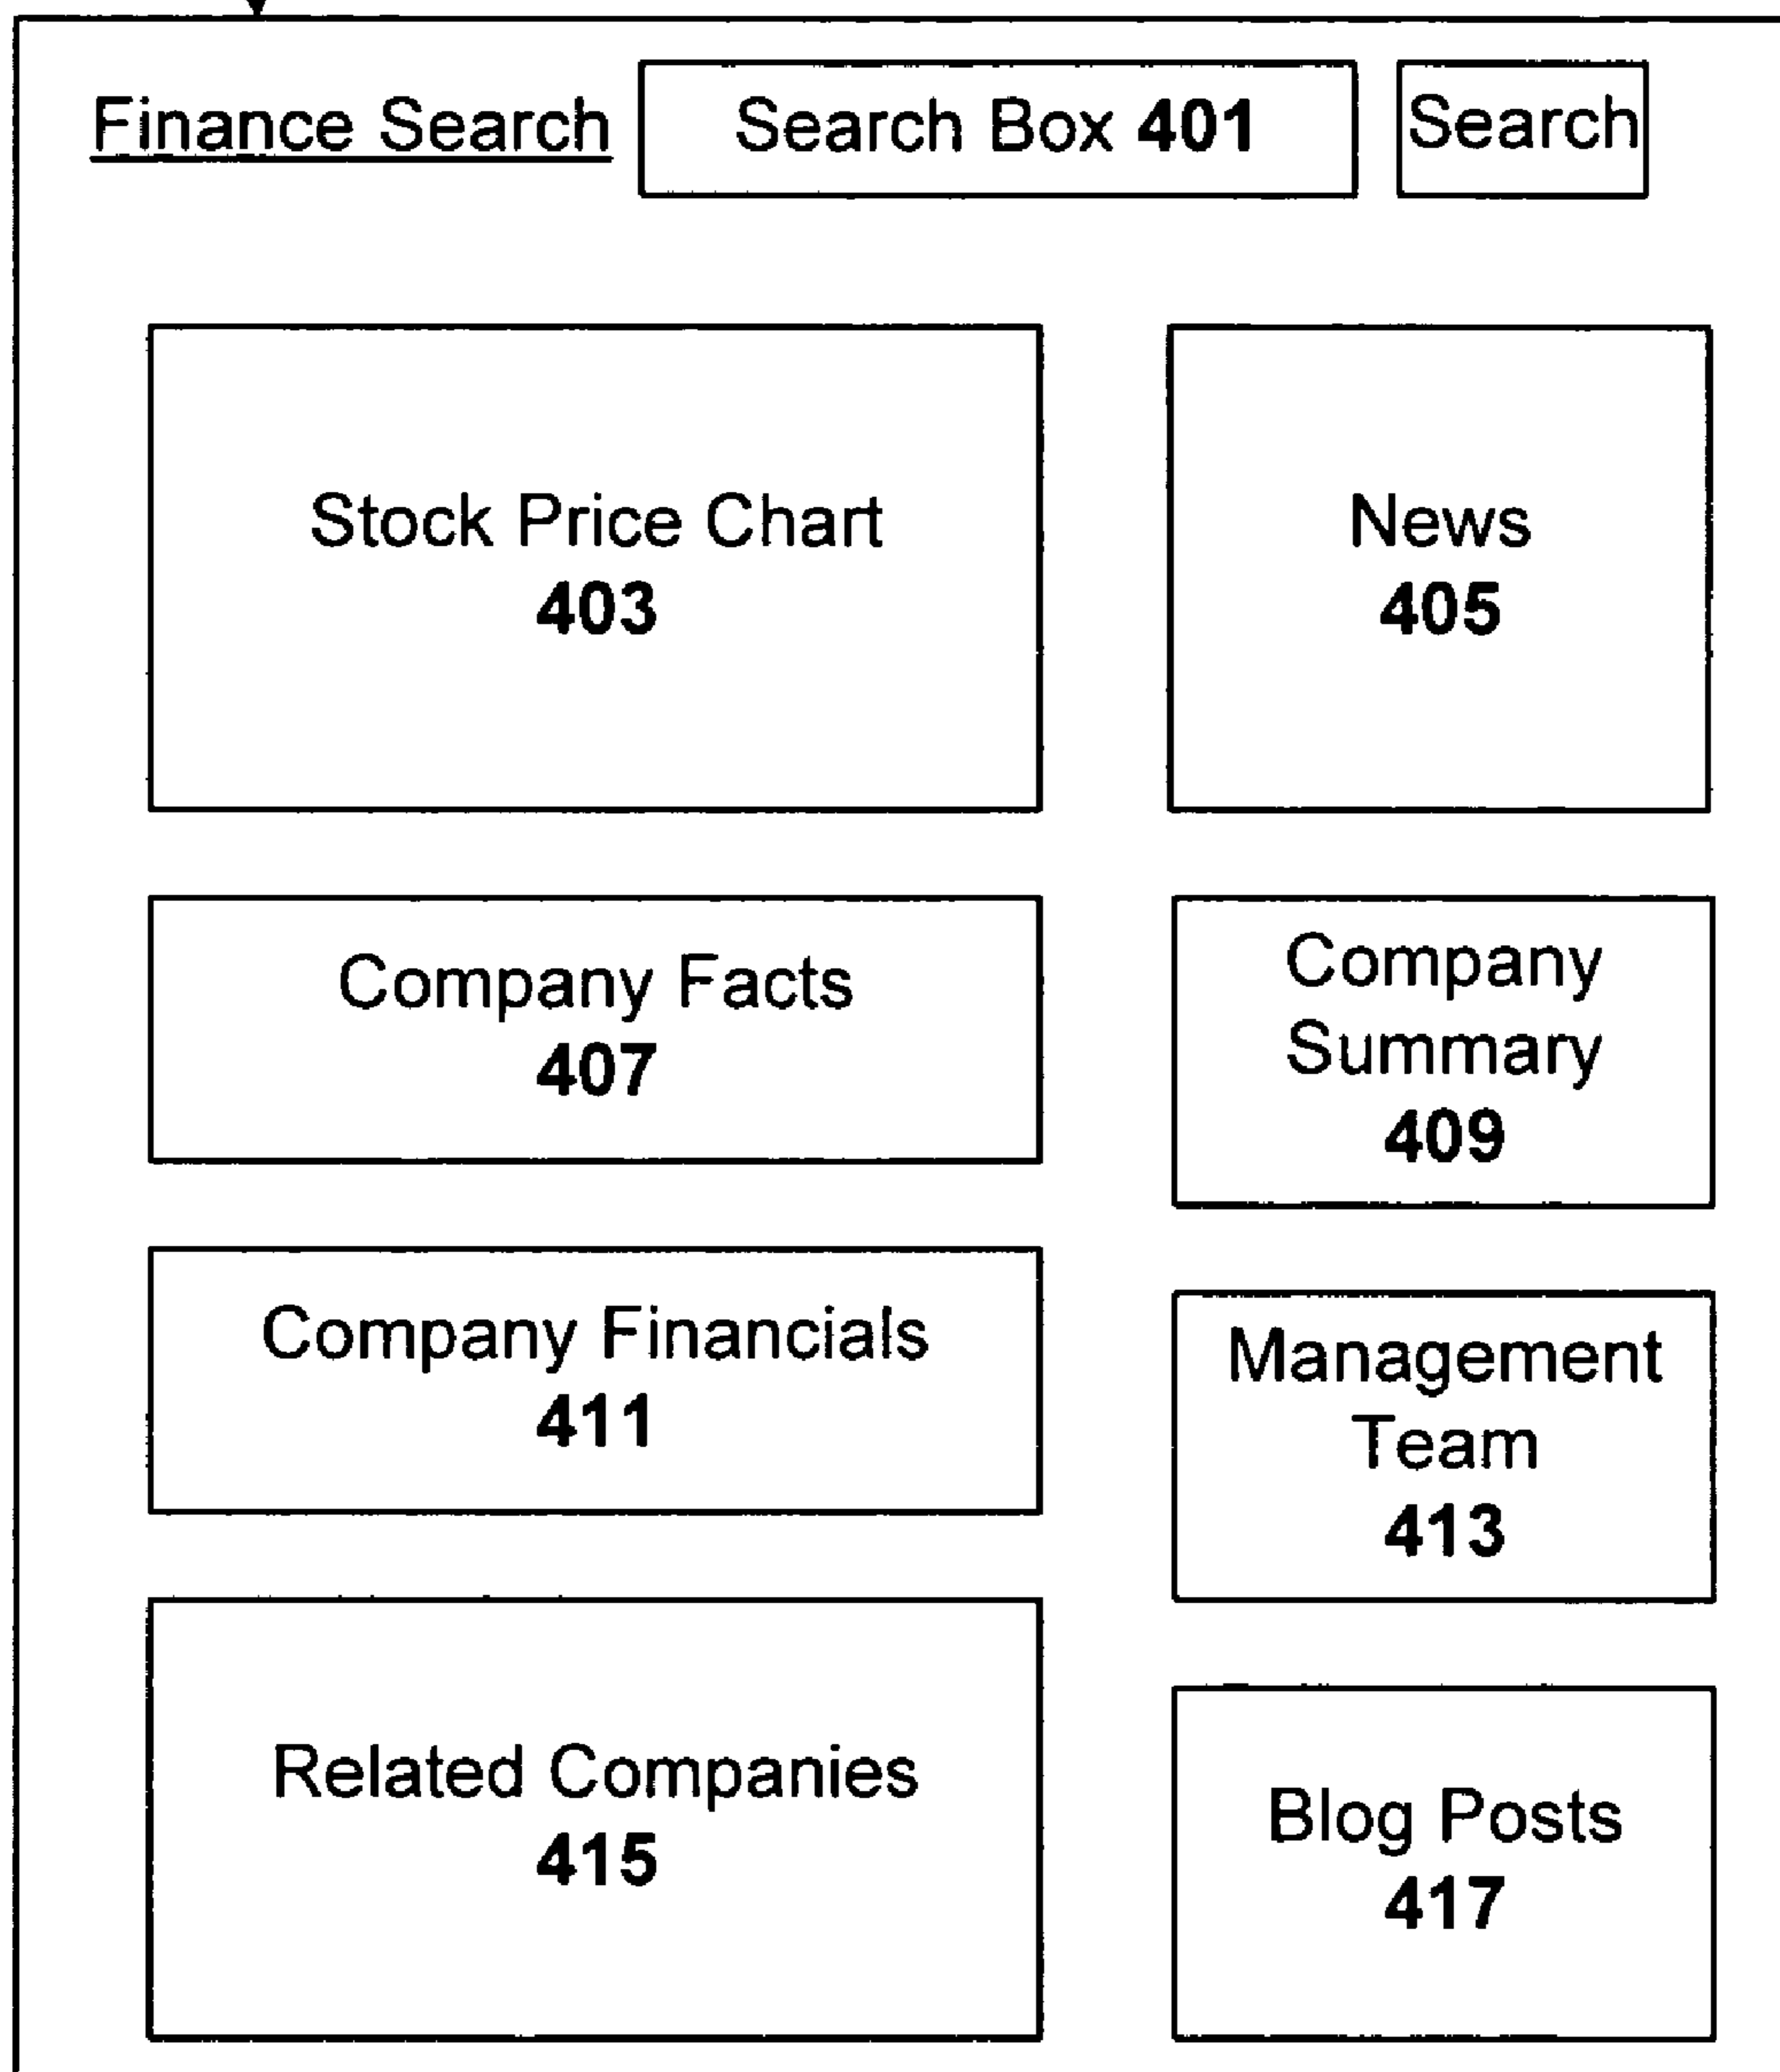 Finance Search
Search Box 401
Search
Stock Price Chart
403
News
405
Company Facts
407
Company
Summary
409
Company Financials
411
Management
Team
413
Related Companies
415
Blog Posts
417